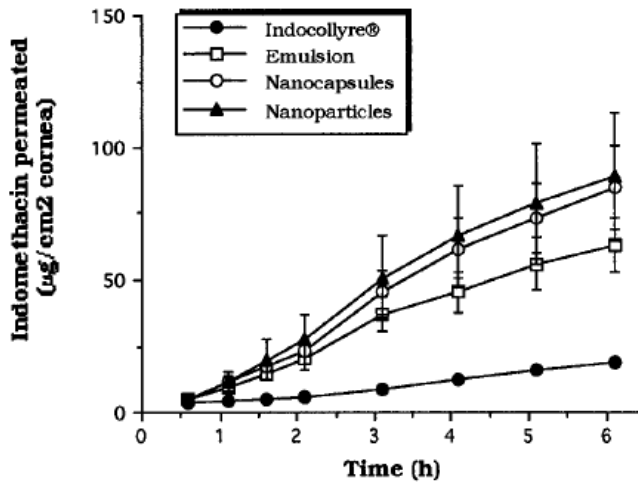 150
100
50
0
Indomethacin permeated
(μg/cm2 cornea)
Indocollyre®
Emulsion
Nanocapsules
Nanoparticles
0 1 2 3 4 5 6
Time (h)